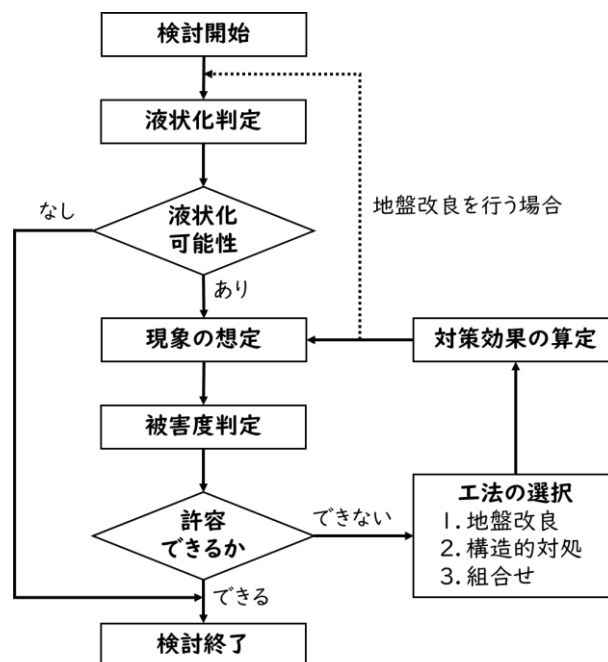 検討開始
液状化判定
なし
液状化
可能性
地盤改良を行う場合
あり
現象の想定
対策効果の算定
被害度判定
許容
できるか
できない
工法の選択
1.地盤改良
2.構造的対処
3.組合せ
できる
検討終了